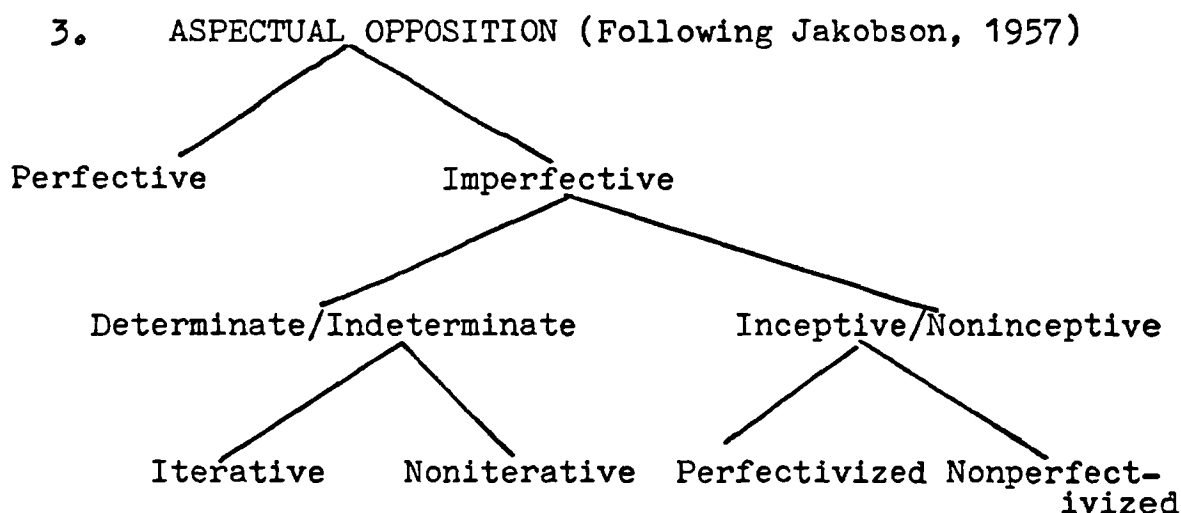 3. ASPECTUAL OPPOSITION (Following Jakobson, 1957)
Perfective Imperfective
Determinate/Indeterminate Inceptive/Noninceptive
Iterative Noniterative Perfectivized Nonperfect-
ivized